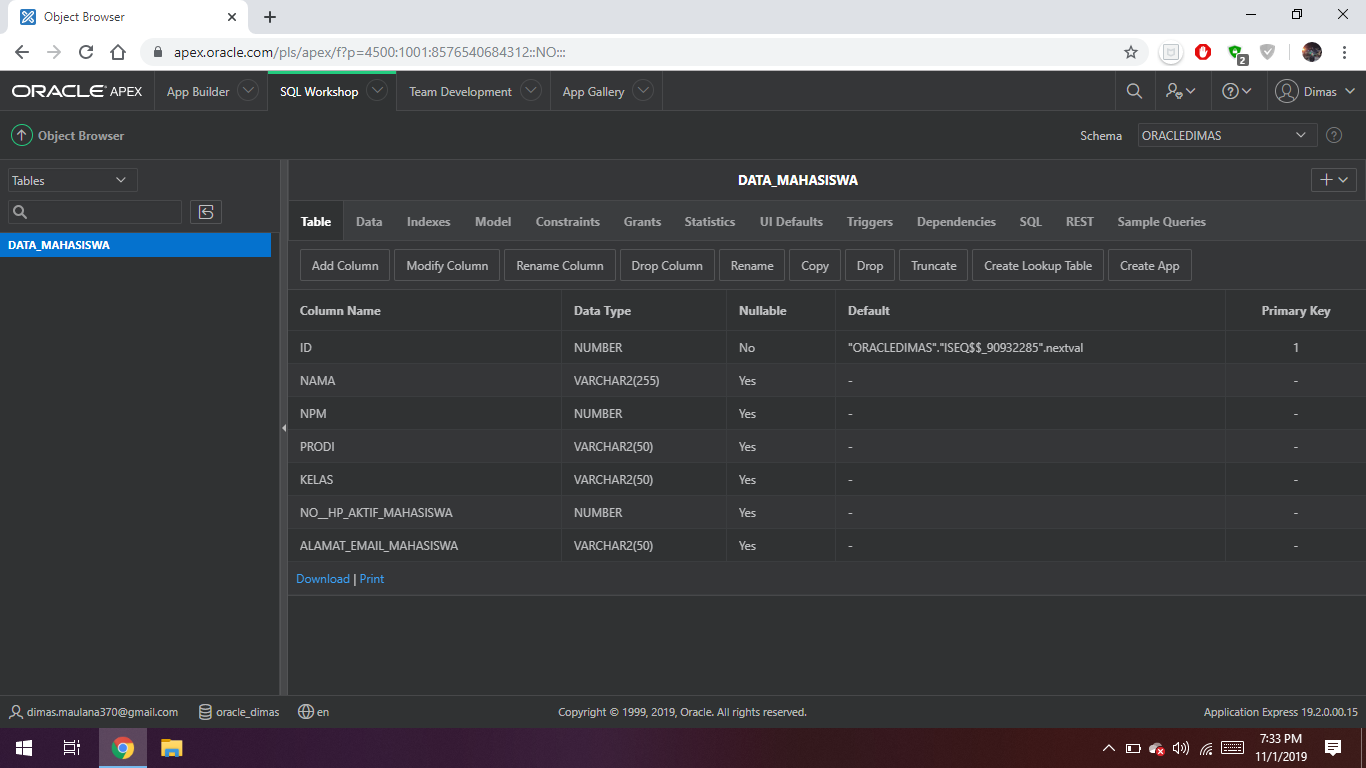 Object Browser
apex.oracle.com/pls/apex/f?p=4500:1001:8576540684312::NO:::
2
ORACLE APEX App Builder SQL Workshop Team Development App Gallery Dimas
Object Browser Schema ORACLEDIMAS
Tables
DATA_MAHASISWA
DATA_MAHASISWA
Table Data Indexes Model Constraints Grants Statistics UI Defaults Triggers Dependencies SQL REST Sample Queries
Add Column Modify Column Rename Column Drop Column Rename Copy Drop Truncate Create Lookup Table Create App
Column Name Data Type Nullable Default Primary Key
ID NUMBER No "ORACLEDIMAS"."ISEQ$$_90932285".nextval 1
NAMA VARCHAR2(255) Yes - -
NPM NUMBER Yes - -
PRODI VARCHAR2(50) Yes - -
KELAS VARCHAR2(50) Yes - -
NO__HP_AKTIF_MAHASISWA NUMBER Yes - -
ALAMAT_EMAIL_MAHASISWA VARCHAR2(50) Yes - -
Download | Print
dimas.maulana370@gmail.com oracle_dimas en Copyright © 1999, 2019, Oracle. All rights reserved. Application Express 19.2.0.00.15
7:33 PM
11/1/2019